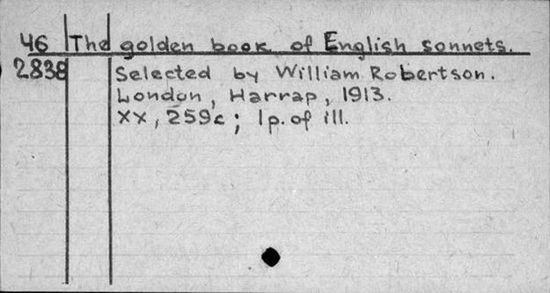 46 The golden book of English sonnets.
2838 Selected by William Robertson.
London, Harrap, 1913.
XX, 259c; 1p. of ill.